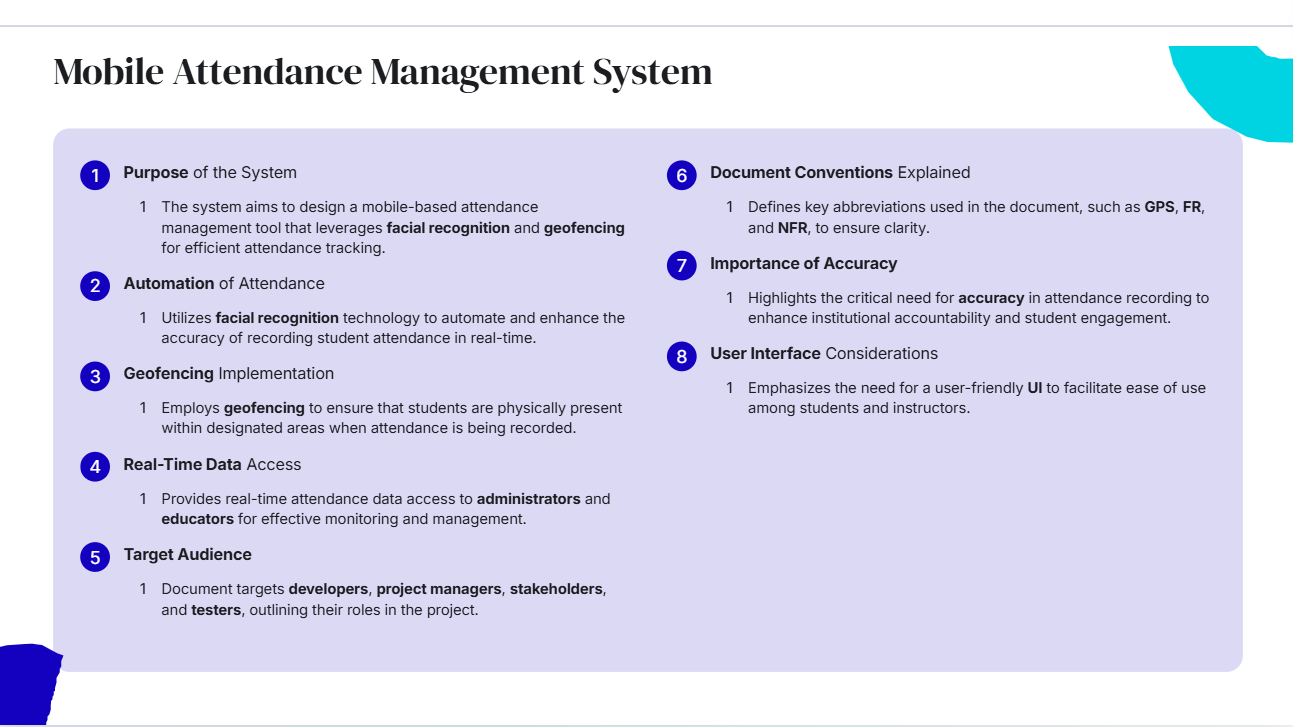 Mobile Attendance Management System
1 Purpose of the System
1 The system aims to design a mobile-based attendance
management tool that leverages facial recognition and geofencing
for efficient attendance tracking.
2 Automation of Attendance
1 Utilizes facial recognition technology to automate and enhance the
accuracy of recording student attendance in real-time.
3 Geofencing Implementation
1 Employs geofencing to ensure that students are physically present
within designated areas when attendance is being recorded.
4 Real-Time Data Access
1 Provides real-time attendance data access to administrators and
educators for effective monitoring and management.
5 Target Audience
1 Document targets developers, project managers, stakeholders,
and testers, outlining their roles in the project.
6 Document Conventions Explained
1 Defines key abbreviations used in the document, such as GPS, FR,
and NFR, to ensure clarity.
7 Importance of Accuracy
1 Highlights the critical need for accuracy in attendance recording to
enhance institutional accountability and student engagement.
8 User Interface Considerations
1 Emphasizes the need for a user-friendly UI to facilitate ease of use
among students and instructors.